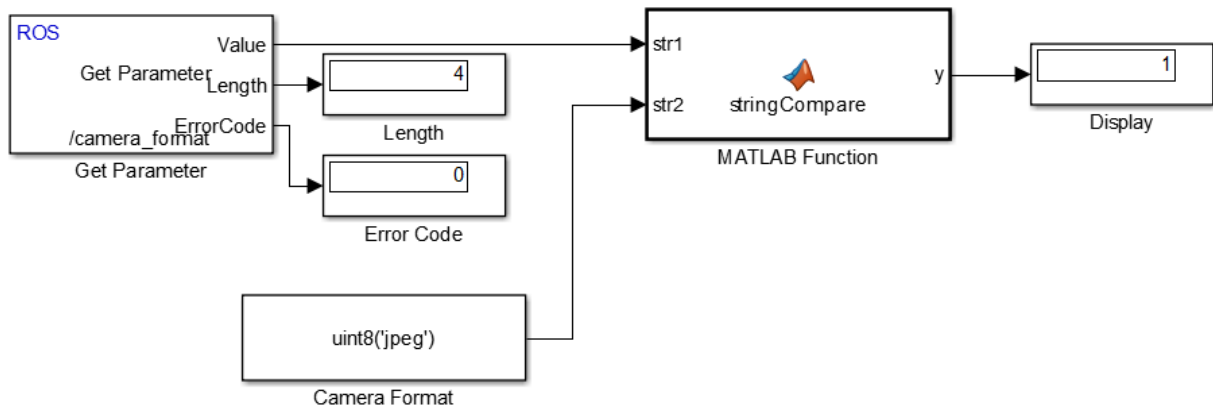 ROS
Value
Get Parameter
Length
ErrorCode
/camera_format
Get Parameter
4
Length
0
Error Code
uint8('jpeg')
Camera Format
str1
str2
stringCompare
y
MATLAB Function
1
Display